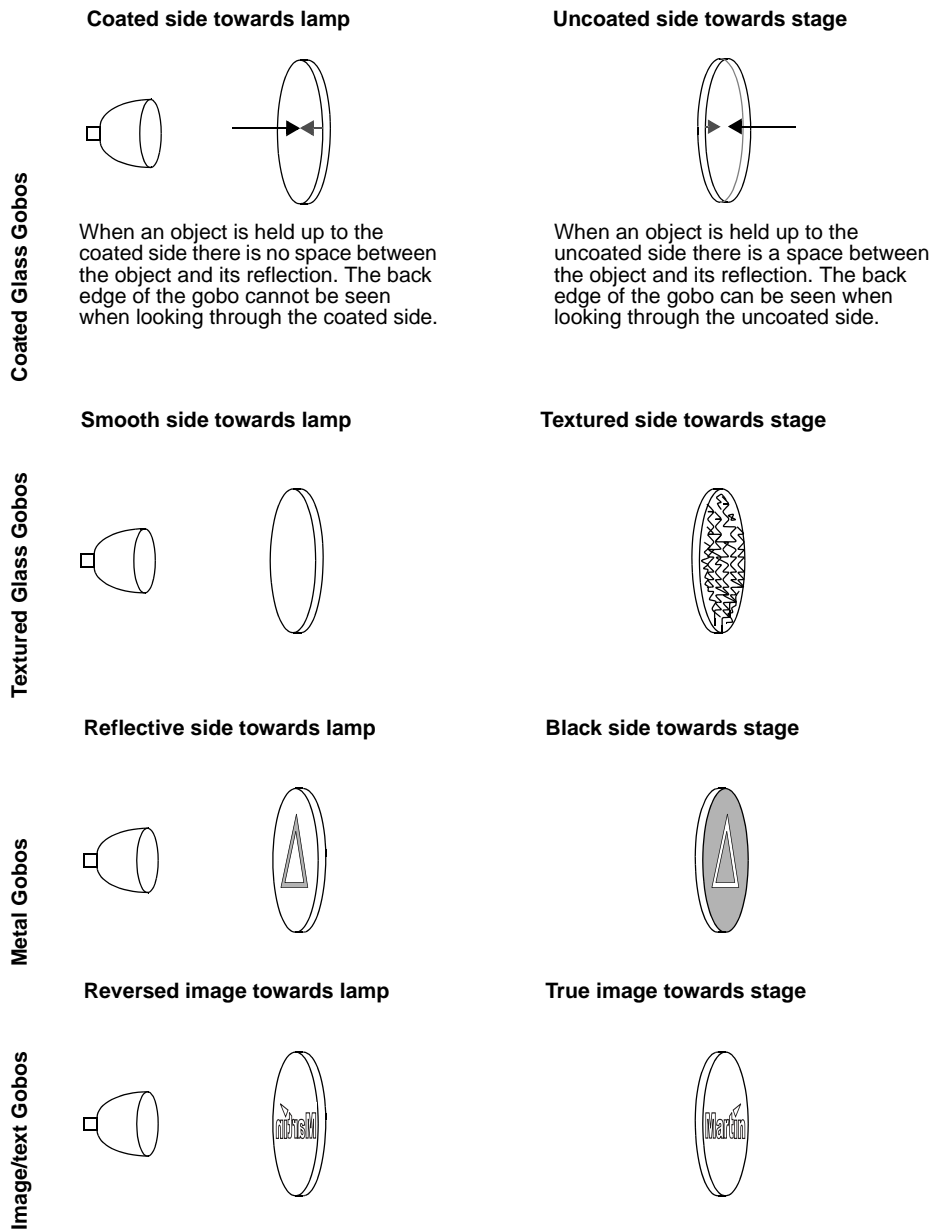 Coated side towards lamp
Uncoated side towards stage
Coated Glass Gobos
When an object is held up to the
coated side there is no space between
the object and its reflection. The back
edge of the gobo cannot be seen
when looking through the coated side.
When an object is held up to the
uncoated side there is a space between
the object and its reflection. The back
edge of the gobo can be seen when
looking through the uncoated side.
Smooth side towards lamp
Textured side towards stage
Textured Glass Gobos
Reflective side towards lamp
Black side towards stage
Metal Gobos
Reversed image towards lamp
True image towards stage
Image/text Gobos
Martin
Martin